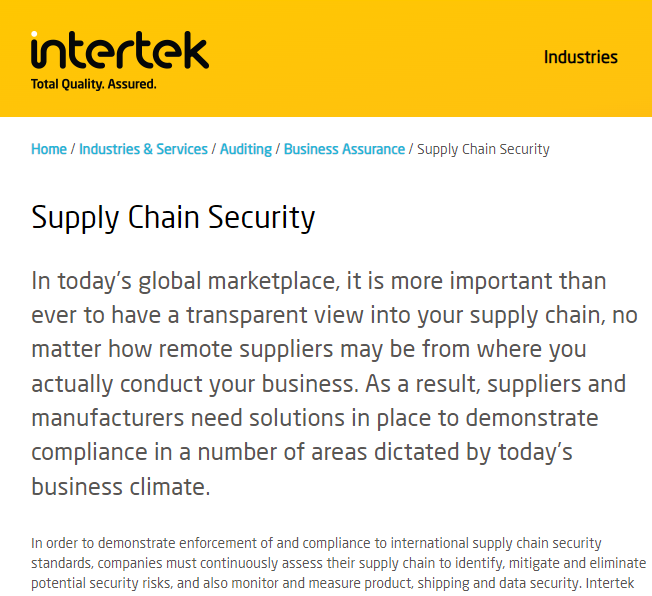 intertek
Total Quality. Assured.
Industries
Home / Industries & Services / Auditing / Business Assurance / Supply Chain Security
Supply Chain Security
In today's global marketplace, it is more important than
ever to have a transparent view into your supply chain, no
matter how remote suppliers may be from where you
actually conduct your business. As a result, suppliers and
manufacturers need solutions in place to demonstrate
compliance in a number of areas dictated by today's
business climate.
In order to demonstrate enforcement of and compliance to international supply chain security
standards, companies must continuously assess their supply chain to identify, mitigate and eliminate
potential security risks, and also monitor and measure product, shipping and data security. Intertek